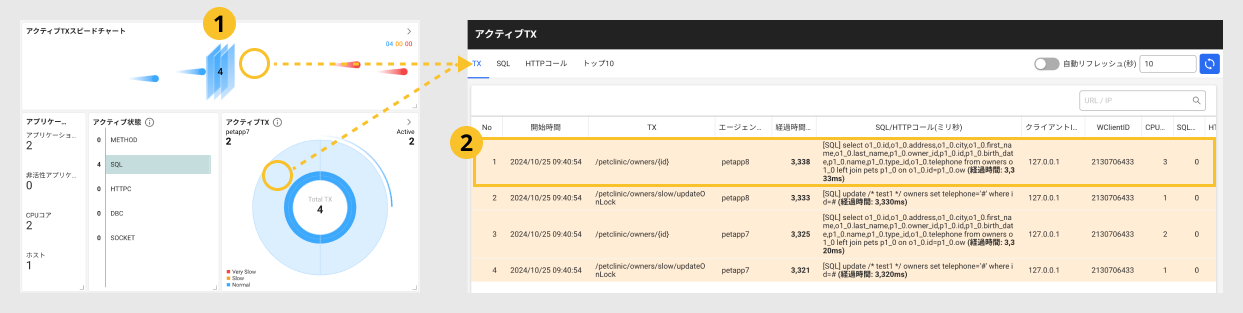 1
アクティブTXスピードチャート
04 00 00
4
アプリケー...
アプリケーショ..
2
非活性アプリケ..
0
CPUコア
2
ホスト
1
アクティブ状態
0 METHOD
4 SQL
0 HTTPC
0 DBC
0 SOCKET
アクティブTX
petapp7
2
Active
2
Total TX
4
Very Slow
Slow
Normal
アクティブTX
TX SQL HTTPコール トップ10
自動リフレッシュ(秒) 10
URL / IP
2
No 開始時間 TX エージェン... 経過時間... SQL/HTTPコール(ミリ秒) クライアントI... WClientID CPU... SQL... HT
1 2024/10/25 09:40:54 /petclinic/owners/{id} petapp8 3,338
[SQL] select o1_0.id,o1_0.address,o1_0.city,o1_0.first_na
me,o1_0.last_name,p1_0.owner_id,p1_0.id,p1_0.birth_dat
e,p1_0.name,p1_0.type_id,o1_0.telephone from owners o
1_0 left join pets p1_0 on o1_0.id=p1_0.ow (経過時間: 3,3
33ms)
127.0.0.1 2130706433 3 0
2 2024/10/25 09:40:54
/petclinic/owners/slow/updateO
nLock
petapp8 3,333
[SQL] update /* test1 */ owners set telephone='#' where i
d=# (経過時間: 3,330ms)
127.0.0.1 2130706433 1 0
3 2024/10/25 09:40:54 /petclinic/owners/{id} petapp7 3,325
[SQL] select o1_0.id,o1_0.address,o1_0.city,o1_0.first_na
me,o1_0.last_name,p1_0.owner_id,p1_0.id,p1_0.birth_dat
e,p1_0.name,p1_0.type_id,o1_0.telephone from owners o
1_0 left join pets p1_0 on o1_0.id=p1_0.ow (経過時間: 3,3
20ms)
127.0.0.1 2130706433 2 0
4 2024/10/25 09:40:54
/petclinic/owners/slow/updateO
nLock
petapp7 3,321
[SQL] update /* test1 */ owners set telephone='#' where i
d=# (経過時間: 3,320ms)
127.0.0.1 2130706433 1 0